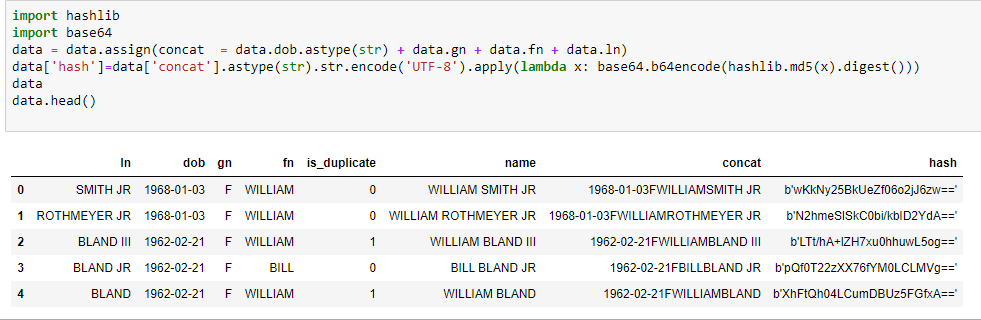 import hashlib
import base64
data = data.assign(concat  = data.dob.astype(str) + data.gn + data.fn + data.ln)
data['hash']=data['concat'].astype(str).str.encode('UTF-8').apply(lambda x: base64.b64encode(hashlib.md5(x).digest()))
data
data.head()
ln dob gn fn is_duplicate name concat hash
0 SMITH JR 1968-01-03 F WILLIAM 0 WILLIAM SMITH JR 1968-01-03FWILLIAMSMITH JR b'wKkNy25BkUeZf06o2jJ6zw=='
1 ROTHMEYER JR 1968-01-03 F WILLIAM 0 WILLIAM ROTHMEYER JR 1968-01-03FWILLIAMROTHMEYER JR b'N2hmeSISkC0bi/kbID2YdA=='
2 BLAND III 1962-02-21 F WILLIAM 1 WILLIAM BLAND III 1962-02-21FWILLIAMBLAND III b'LTt/hA+IZH7xu0hhuwL5og=='
3 BLAND JR 1962-02-21 F BILL 0 BILL BLAND JR 1962-02-21FBILLBLAND JR b'pQf0T22zXX76fYM0LCLMVg=='
4 BLAND 1962-02-21 F WILLIAM 1 WILLIAM BLAND 1962-02-21FWILLIAMBLAND b'XhFtQh04LCumDBUz5FGfxA=='